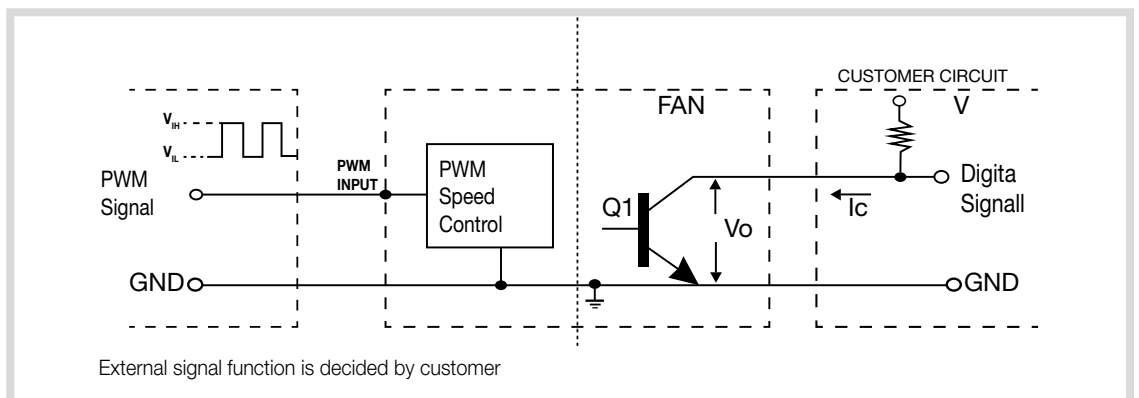 CUSTOMER CIRCUIT
FAN
V
VIH
VIL
PWM
Signal
PWM
INPUT
PWM
Speed
Control
Q1
Vo
Ic
Digita
Signall
GND
GND
External signal function is decided by customer